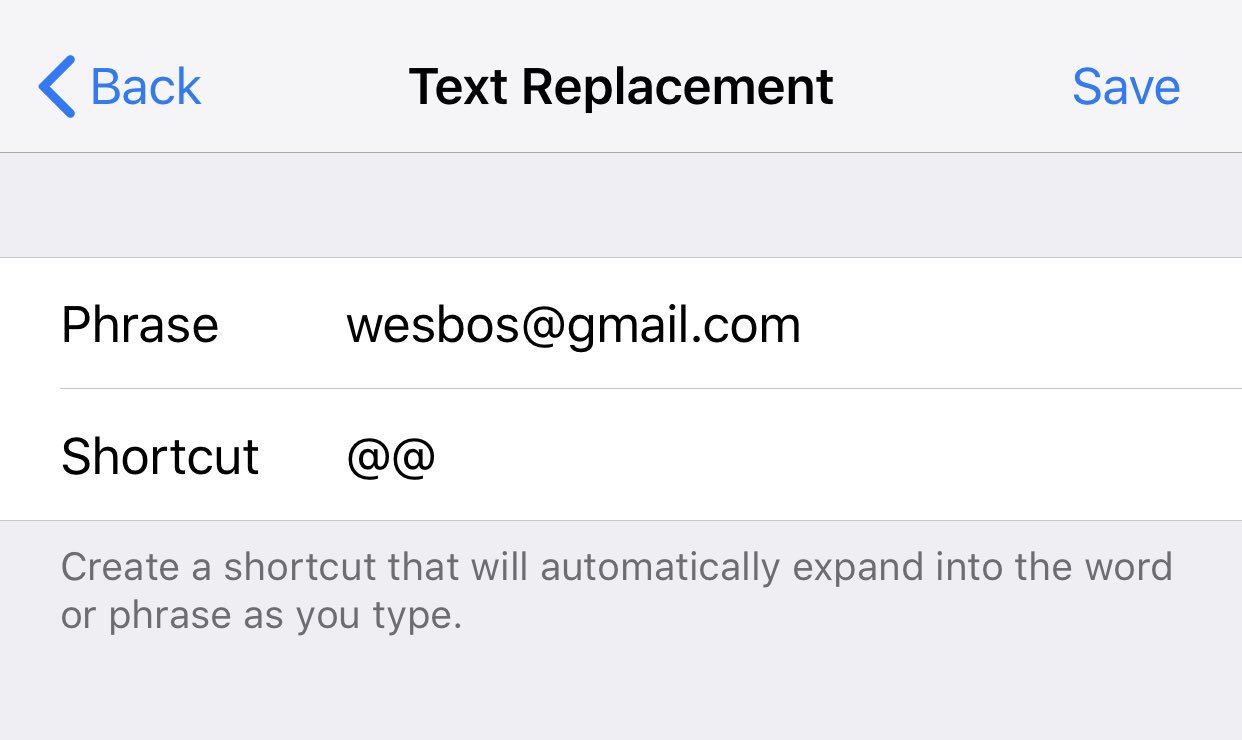 Back Text Replacement Save
Phrase wesbos@gmail.com
Shortcut @@
Create a shortcut that will automatically expand into the word
or phrase as you type.